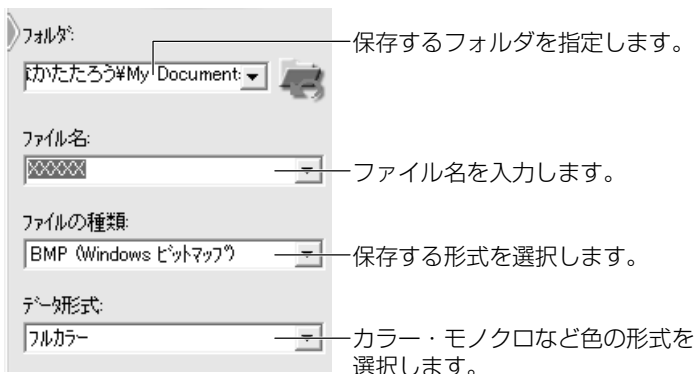 フォルダ:
保存するフォルダを指定します。
かたたろう¥My Document
ファイル名:
XXXXX
ファイル名を入力します。
ファイルの種類:
BMP (Windows ビットマップ)
保存する形式を選択します。
データ形式:
フルカラー
カラー・モノクロなど色の形式を
選択します。